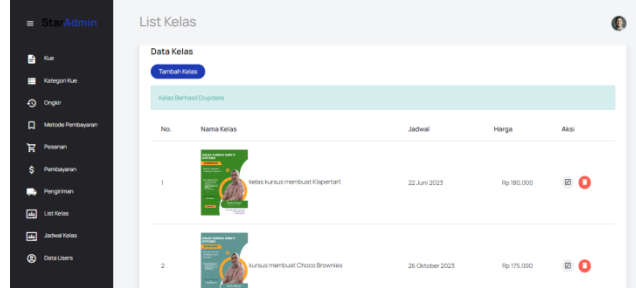 StarAdmin
List Kelas
Kue
Kategori Kue
Ongkir
Metode Pembayaran
Pesanan
Pembayaran
Pengiriman
List Kelas
Jadwal Kelas
Data Users
Data Kelas
Tambah Kelas
Kelas Berhasil Diupdate
No. Nama Kelas Jadwal Harga Aksi
1 kelas kursus membuat Klapertart 22 Juni 2023 Rp 180.000
2 kursus membuat Choco Brownies 26 Oktober 2023 Rp 175.000